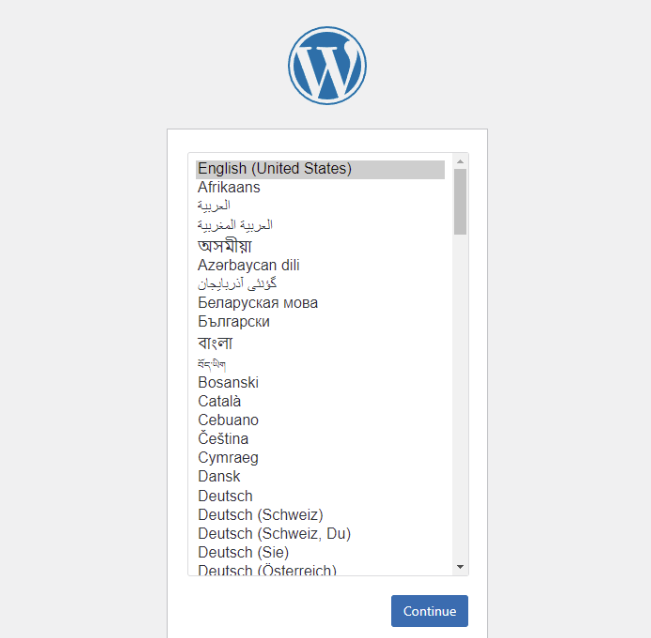 English (United States)
Afrikaans
العربية
العربية المغربية
অসমীয়া
Azərbaycan dili
گؤنئی آذربایجان
Беларуская мова
Български
বাংলা
བོད་ཡིག
Bosanski
Català
Cebuano
Čeština
Cymraeg
Dansk
Deutsch
Deutsch (Schweiz)
Deutsch (Schweiz, Du)
Deutsch (Sie)
Deutsch (Österreich)
Continue